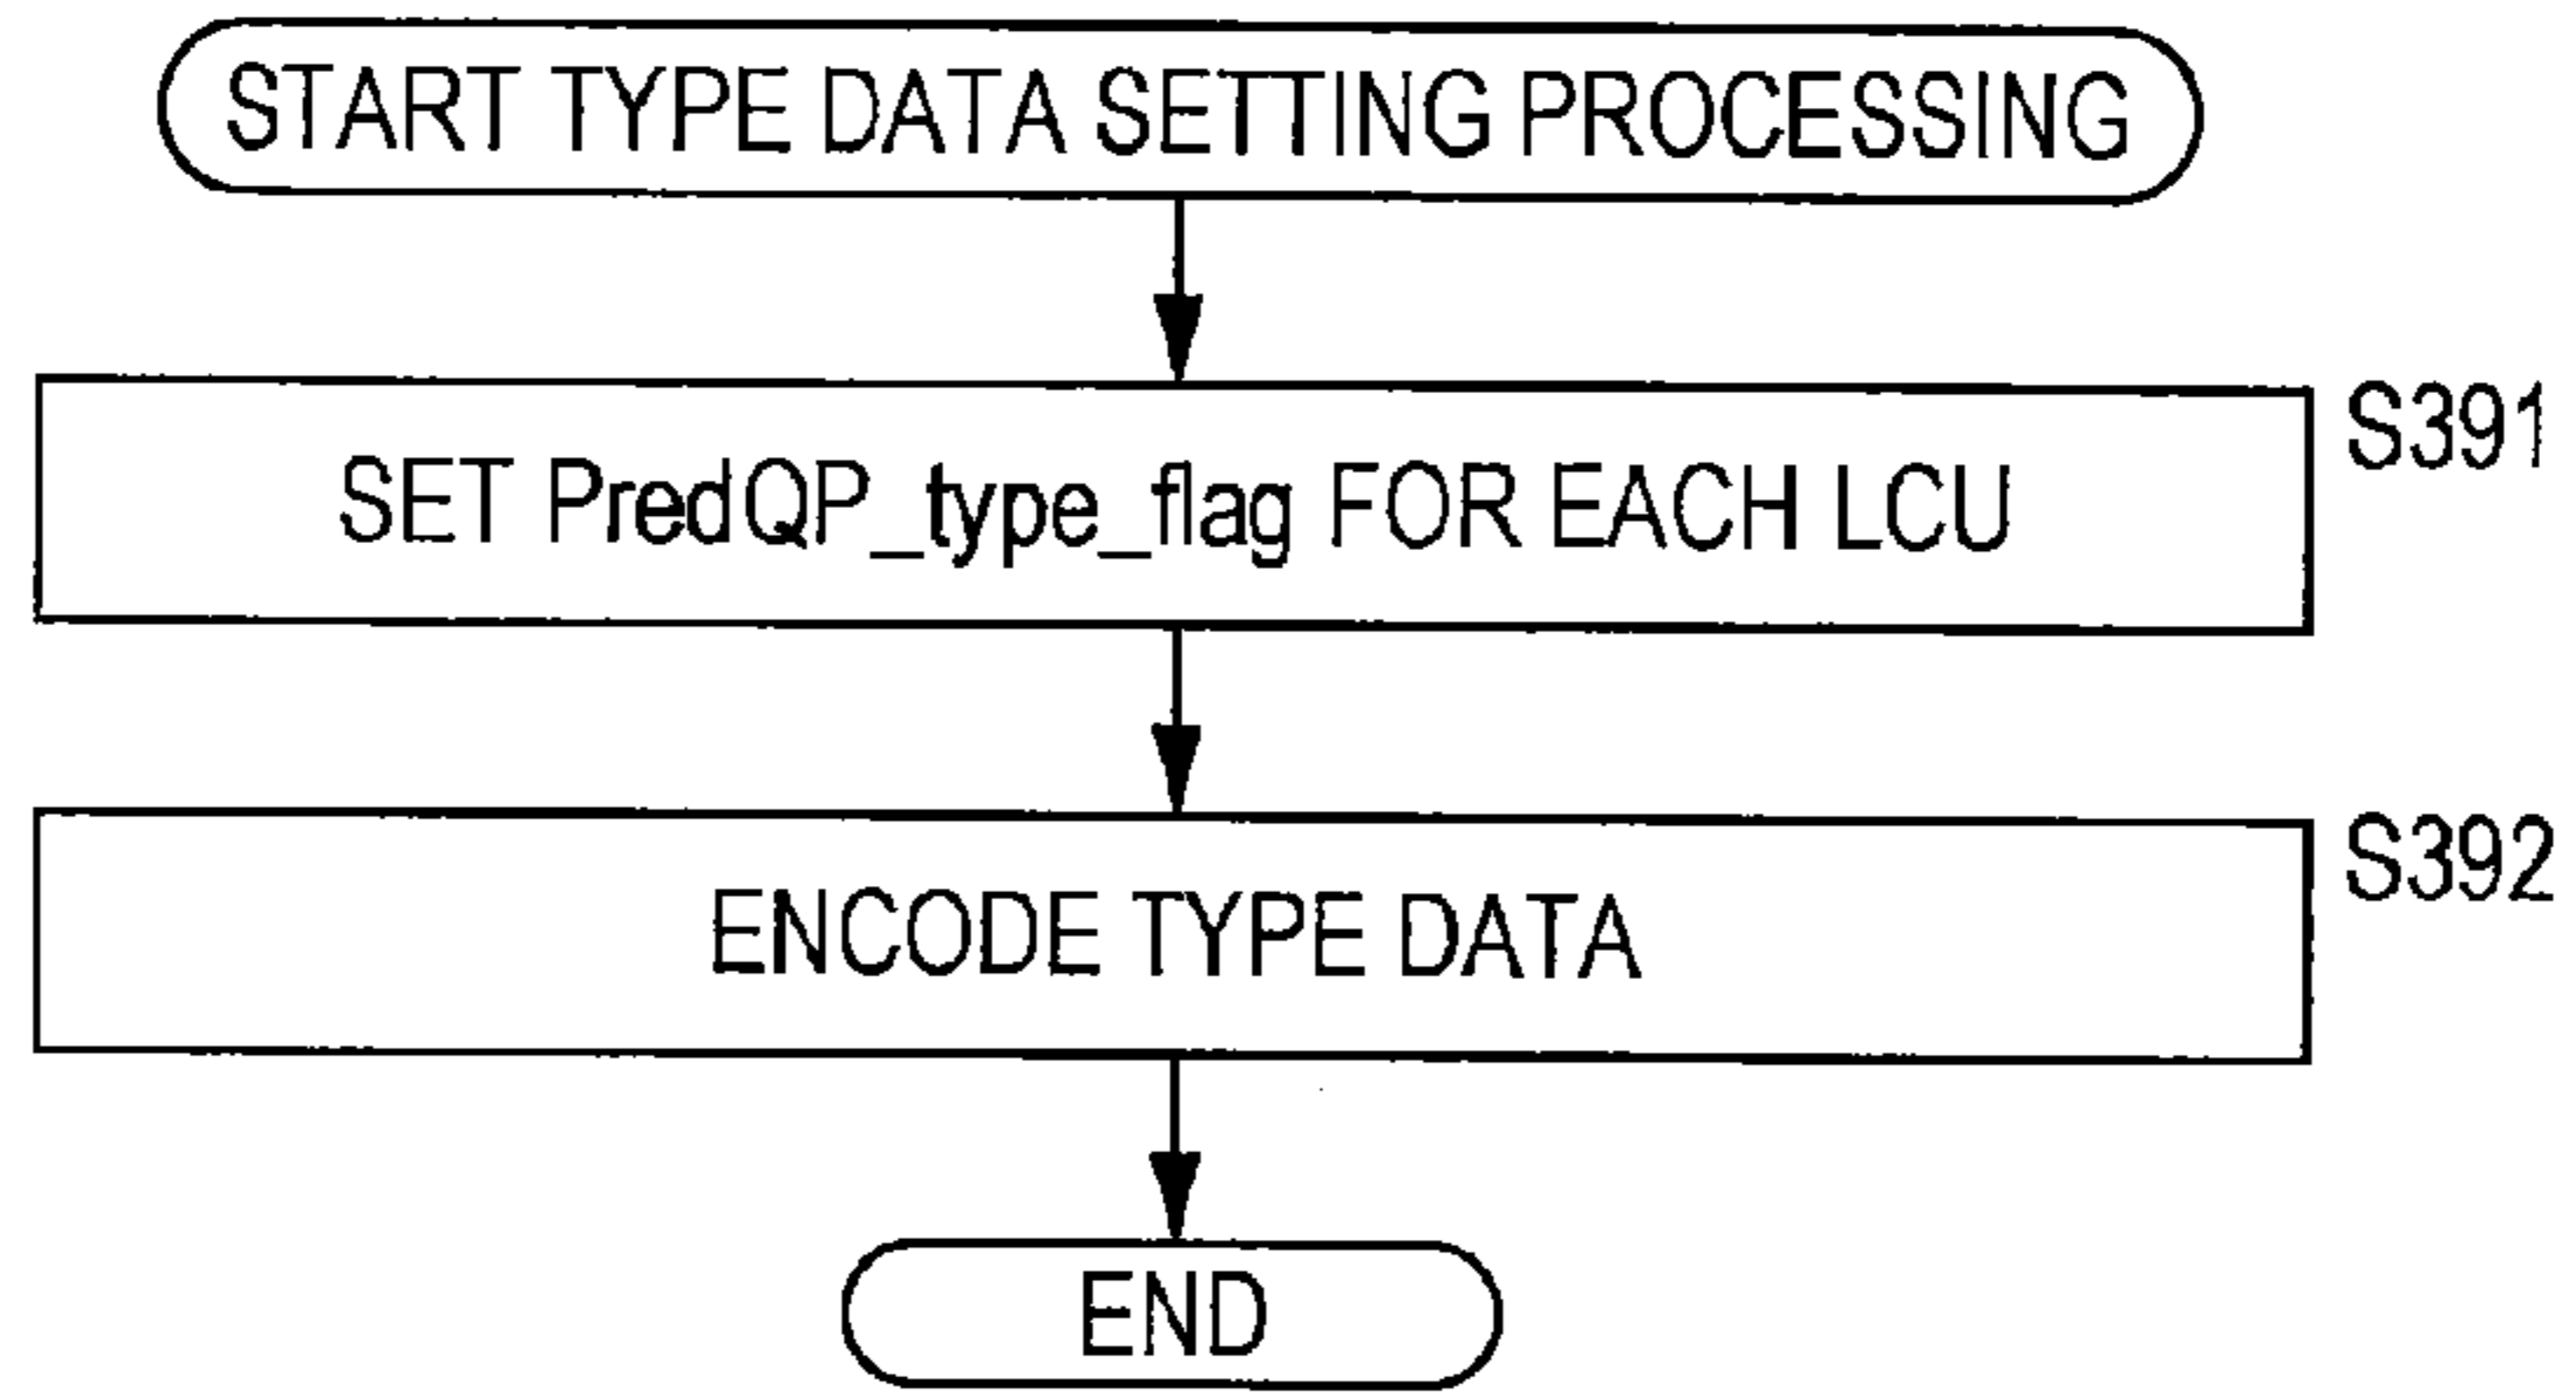 START TYPE DATA SETTING PROCESSING
SET PredQP_type_flag FOR EACH LCU
S391
ENCODE TYPE DATA
S392
END